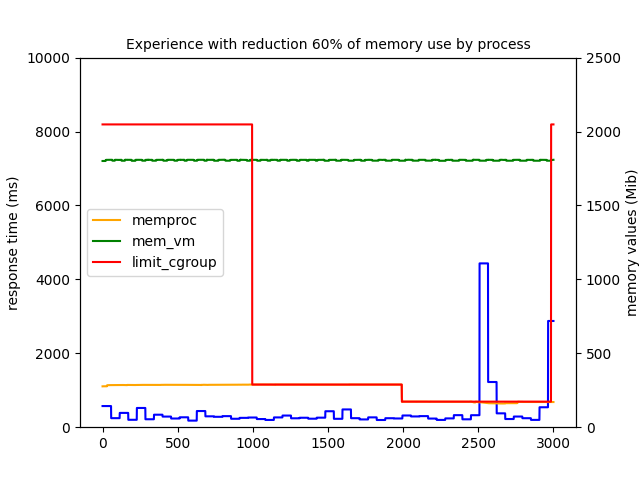 Experience with reduction 60% of memory use by process
10000
8000
6000
4000
2000
0
response time (ms)
2500
2000
1500
1000
500
0
memory values (Mib)
memproc
mem_vm
limit_cgroup
0 500 1000 1500 2000 2500 3000